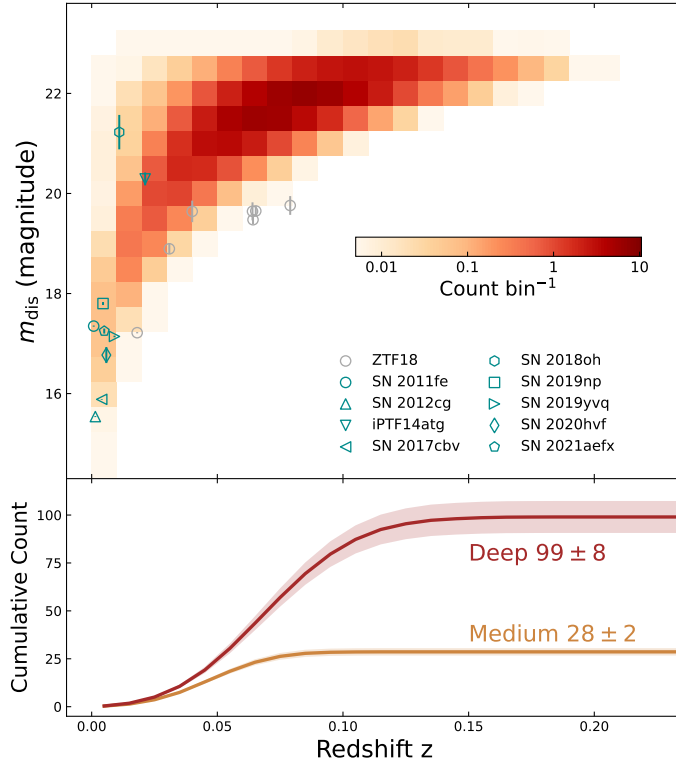 22
20
18
16
m_dis (magnitude)
0.01 0.1 1 10
Count bin⁻¹
ZTF18
SN 2011fe
SN 2012cg
iPTF14atg
SN 2017cbv
SN 2018oh
SN 2019np
SN 2019yvq
SN 2020hvf
SN 2021aefx
100
75
50
25
0
Cumulative Count
Deep 99 ± 8
Medium 28 ± 2
0.00 0.05 0.10 0.15 0.20
Redshift z